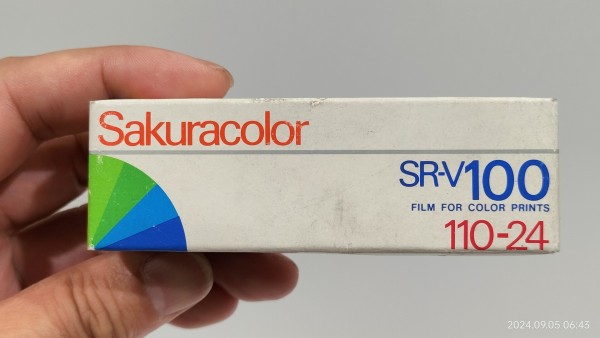 Sakuracolor
SR-V100
FILM FOR COLOR PRINTS
110-24
2024.09.05 06:43